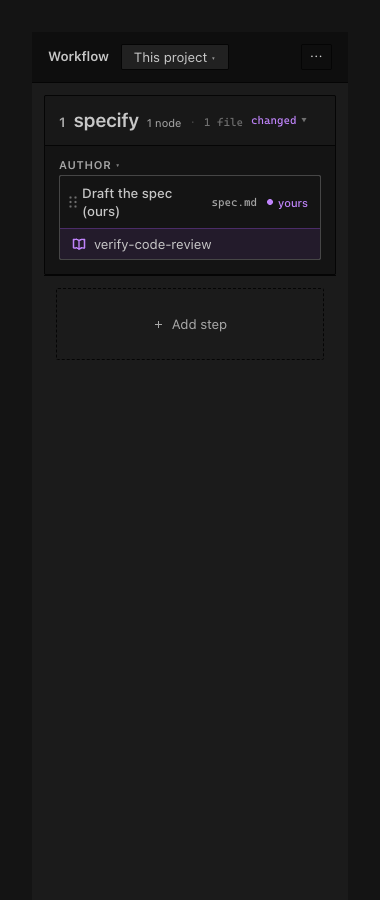 Workflow This project ...
1 specify 1 node · 1 file changed
AUTHOR
Draft the spec
(ours)
spec.md yours
verify-code-review
+ Add step